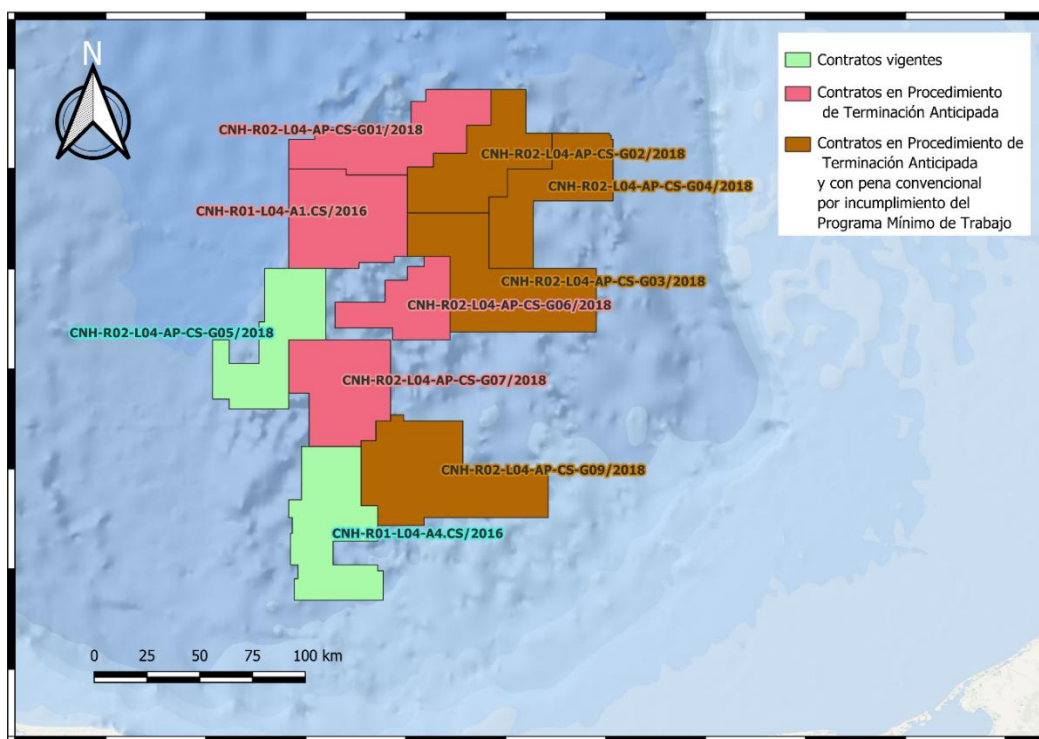 N
Contratos vigentes
Contratos en Procedimiento
de Terminación Anticipada
Contratos en Procedimiento de
Terminación Anticipada
y con pena convencional
por incumplimiento del
Programa Mínimo de Trabajo
CNH-R02-L04-AP-CS-G01/2018
CNH-R02-L04-AP-CS-G02/2018
CNH-R02-L04-AP-CS-G04/2018
CNH-R01-L04-A1.CS/2016
CNH-R02-L04-AP-CS-G03/2018
CNH-R02-L04-AP-CS-G06/2018
CNH-R02-L04-AP-CS-G05/2018
CNH-R02-L04-AP-CS-G07/2018
CNH-R02-L04-AP-CS-G09/2018
CNH-R01-L04-A4.CS/2016
0 25 50 75 100 km